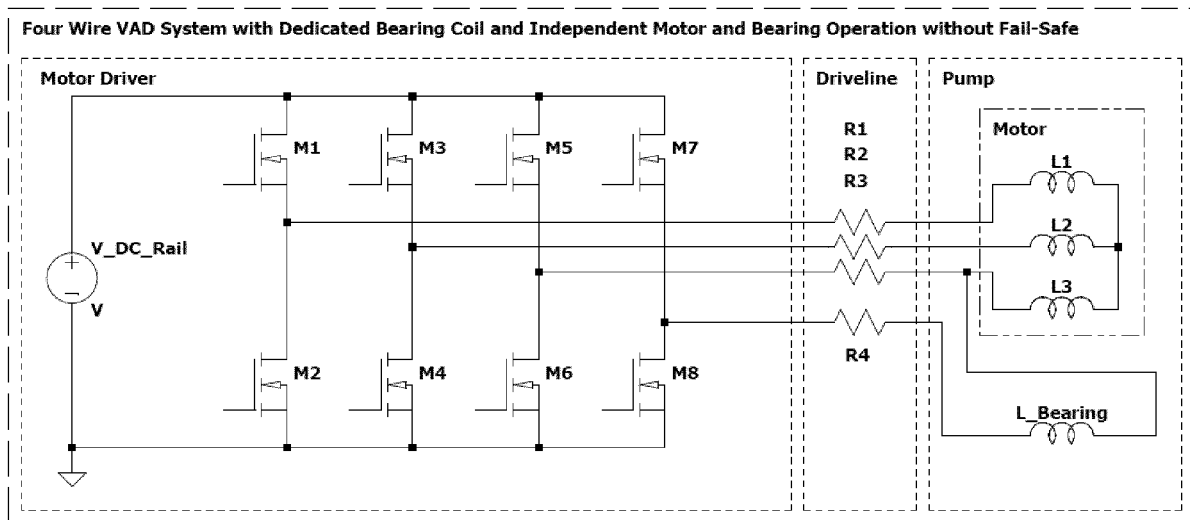 Four Wire VAD System with Dedicated Bearing Coil and Independent Motor and Bearing Operation without Fail-Safe
Motor Driver
Driveline
Pump
M1
M3
M5
M7
R1
R2
R3
Motor
L1
L2
L3
V_DC_Rail
V
M2
M4
M6
M8
R4
L_Bearing